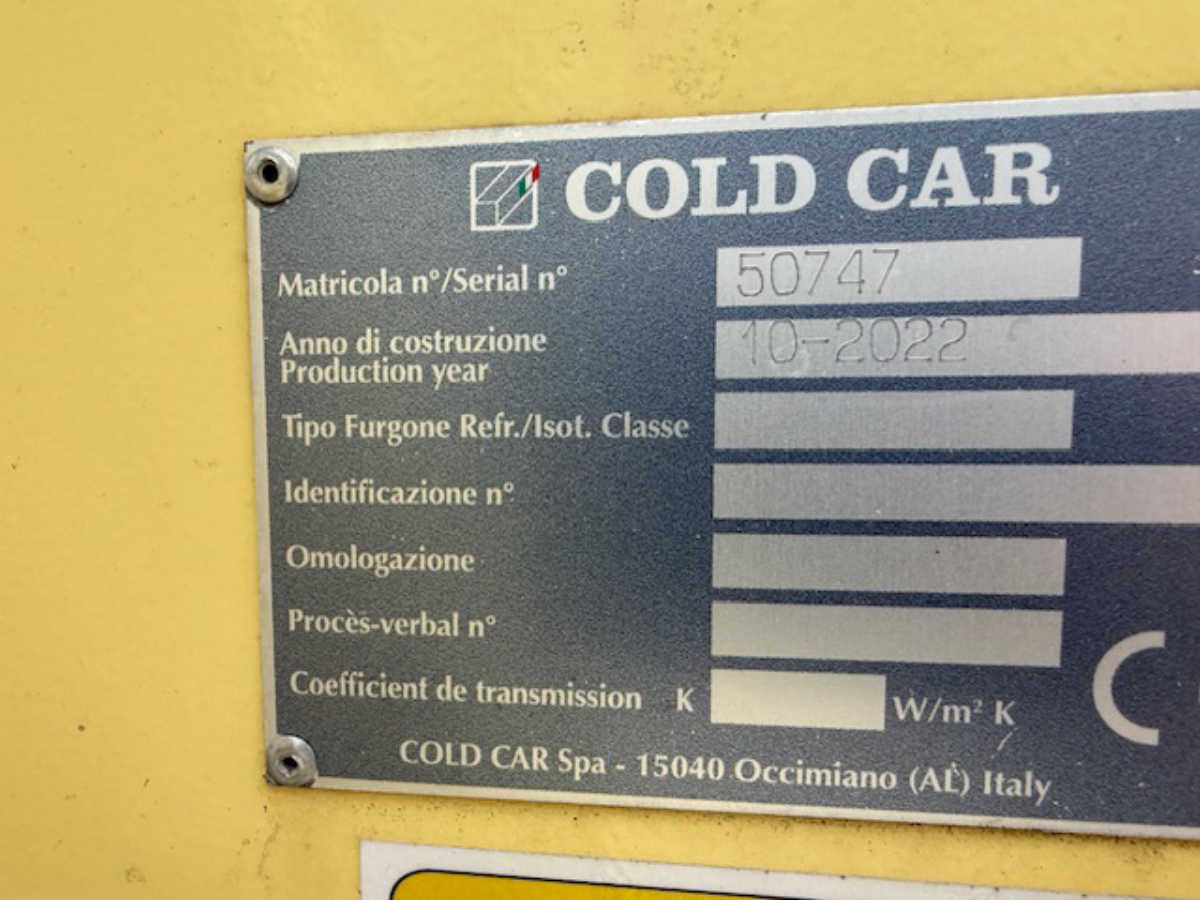 COLD CAR
Matricola n°/Serial n° 50747
Anno di costruzione
Production year 10-2022
Tipo Furgone Refr./Isot. Classe
Identificazione n°
Omologazione
Procès-verbal n°
Coefficient de transmission K W/m² K
C
COLD CAR Spa - 15040 Occimiano (AL) Italy